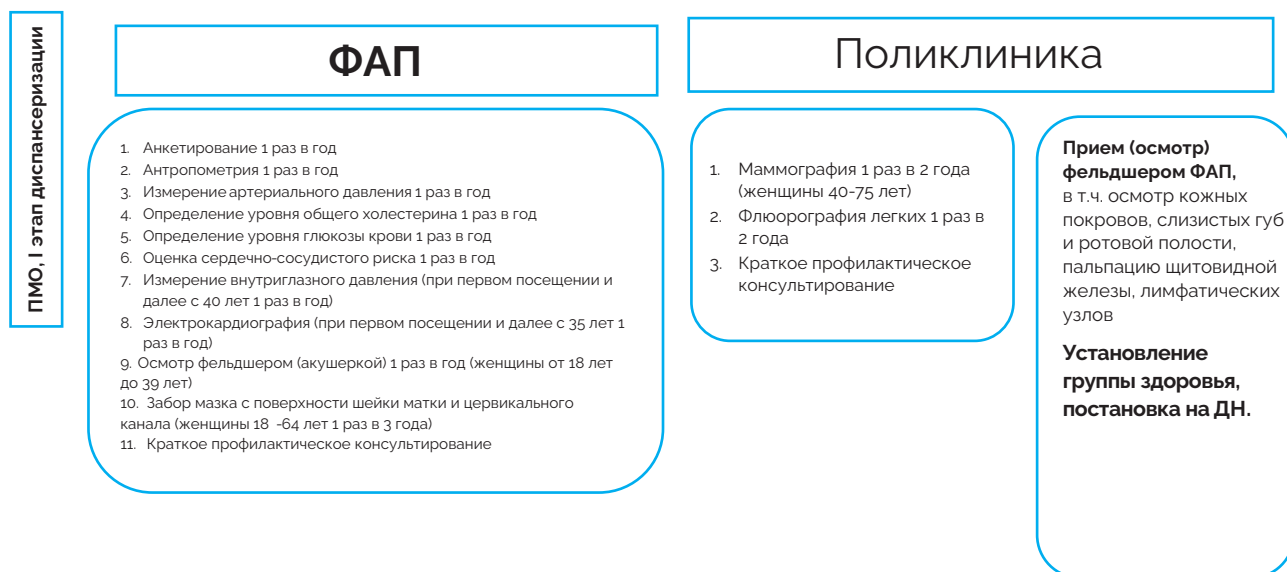 ПМО, I этап диспансеризации
ФАП
1. Анкетирование 1 раз в год
2. Антропометрия 1 раз в год
3. Измерение артериального давления 1 раз в год
4. Определение уровня общего холестерина 1 раз в год
5. Определение уровня глюкозы крови 1 раз в год
6. Оценка сердечно-сосудистого риска 1 раз в год
7. Измерение внутриглазного давления (при первом посещении и
далее с 40 лет 1 раз в год)
8. Электрокардиография (при первом посещении и далее с 35 лет 1
раз в год)
9. Осмотр фельдшером (акушеркой) 1 раз в год (женщины от 18 лет
до 39 лет)
10. Забор мазка с поверхности шейки матки и цервикального
канала (женщины 18 -64 лет 1 раз в 3 года)
11. Краткое профилактическое консультирование
Поликлиника
1. Маммография 1 раз в 2 года
(женщины 40-75 лет)
2. Флюорография легких 1 раз в
2 года
3. Краткое профилактическое
консультирование
Прием (осмотр)
фельдшером ФАП,
в т.ч. осмотр кожных
покровов, слизистых губ
и ротовой полости,
пальпацию щитовидной
железы, лимфатических
узлов
Установление
группы здоровья,
постановка на ДН.